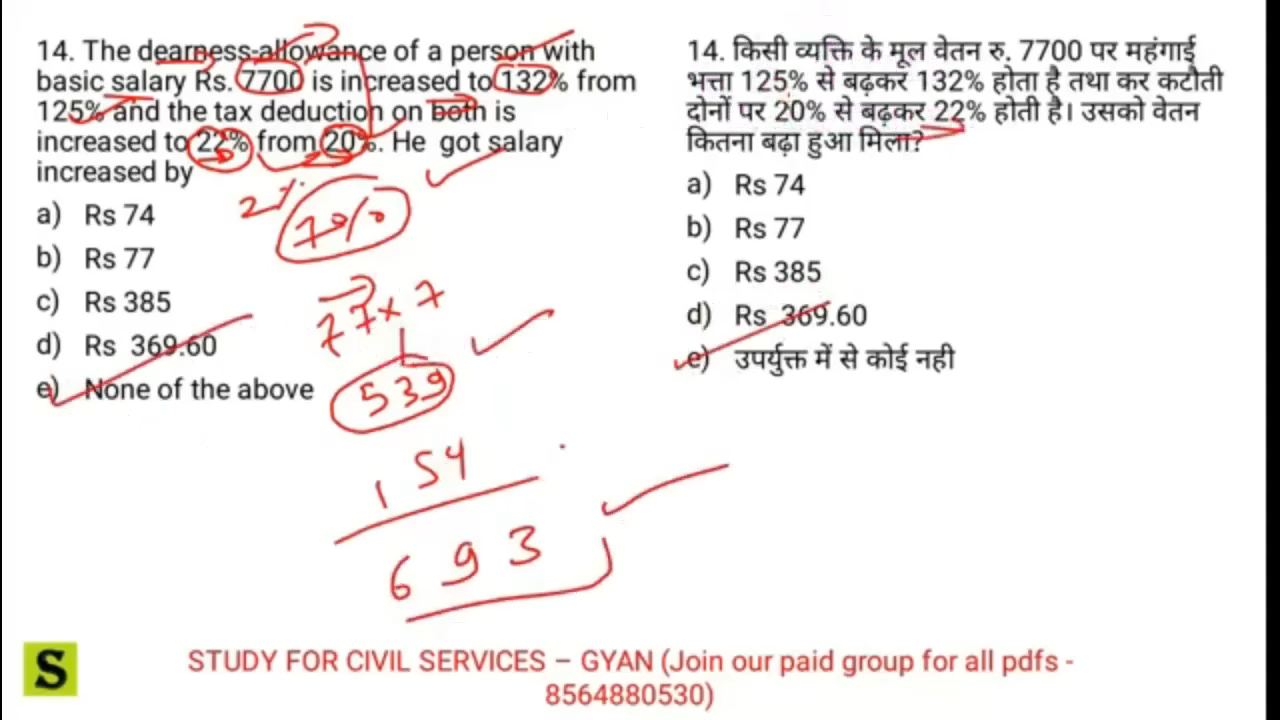 14. The dearness-allowance of a person with
basic salary Rs. 7700 is increased to 132% from
125% and the tax deduction on both is
increased to 22% from 20%. He got salary
increased by
a) Rs 74
b) Rs 77
c) Rs 385
d) Rs 369.60
e) None of the above
2%
7%
77×7
539
154
693
14. किसी व्यक्ति के मूल वेतन रु. 7700 पर महंगाई
भत्ता 125% से बढ़कर 132% होता है तथा कर कटौती
दोनों पर 20% से बढ़कर 22% होती है। उसको वेतन
कितना बढ़ा हुआ मिला?
a) Rs 74
b) Rs 77
c) Rs 385
d) Rs 369.60
e) उपर्युक्त में से कोई नही
S
STUDY FOR CIVIL SERVICES – GYAN (Join our paid group for all pdfs -
8564880530)